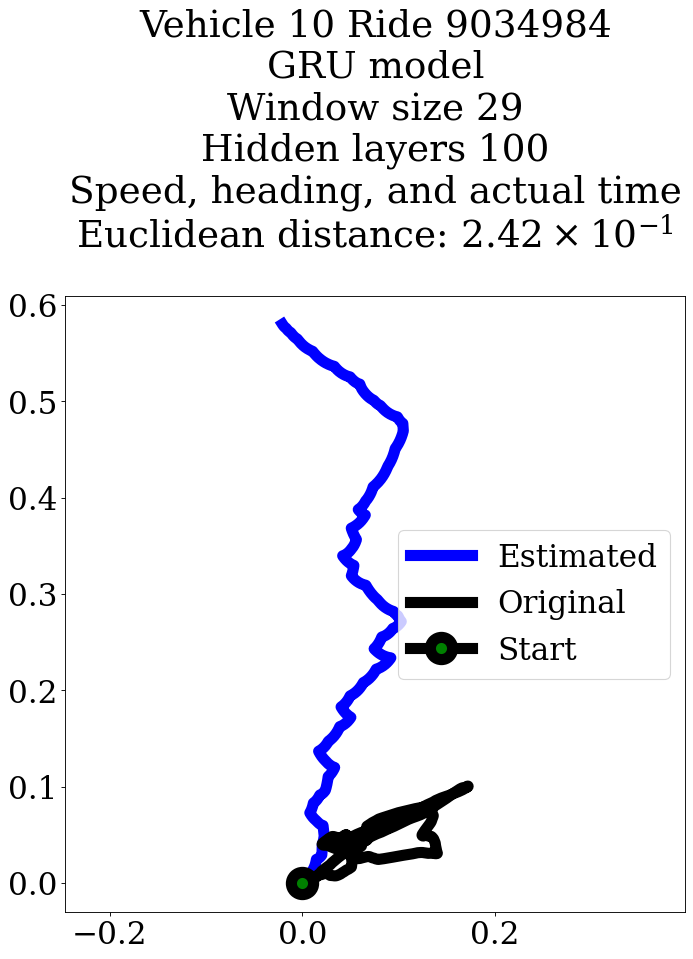 Vehicle 10 Ride 9034984
GRU model
Window size 29
Hidden layers 100
Speed, heading, and actual time
Euclidean distance: 2.42 × 10⁻¹
0.6
0.5
0.4
0.3
0.2
0.1
0.0
Estimated
Original
Start
−0.2 0.0 0.2